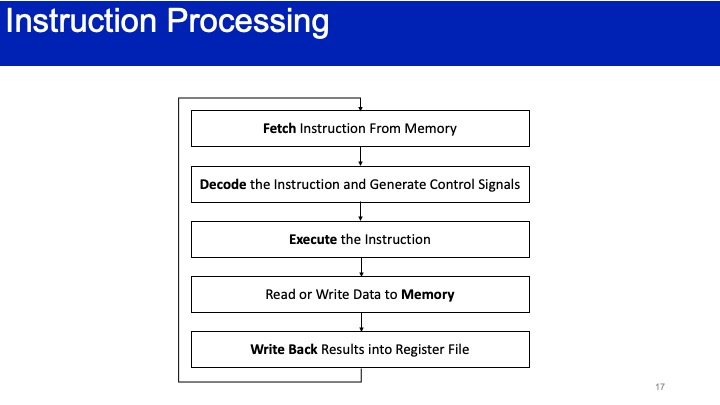 Instruction Processing
Fetch Instruction From Memory
Decode the Instruction and Generate Control Signals
Execute the Instruction
Read or Write Data to Memory
Write Back Results into Register File
17